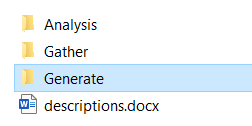 Analysis
Gather
Generate
descriptions.docx